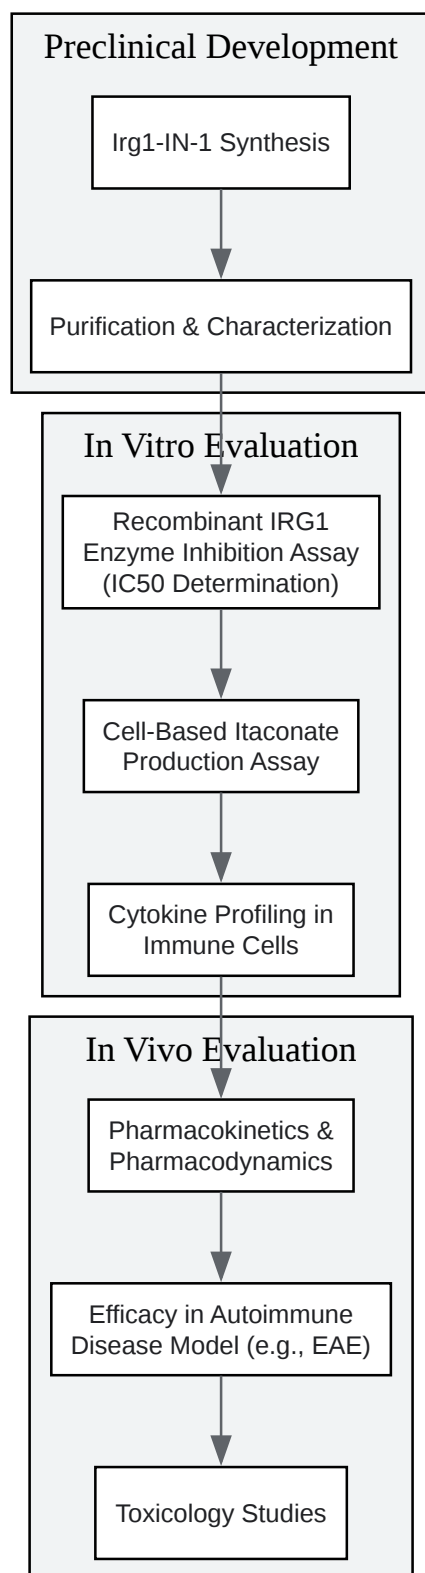 Preclinical Development
Irg1-IN-1 Synthesis
Purification & Characterization
In Vitro Evaluation
Recombinant IRG1
Enzyme Inhibition Assay
(IC50 Determination)
Cell-Based Itaconate
Production Assay
Cytokine Profiling in
Immune Cells
In Vivo Evaluation
Pharmacokinetics &
Pharmacodynamics
Efficacy in Autoimmune
Disease Model (e.g., EAE)
Toxicology Studies